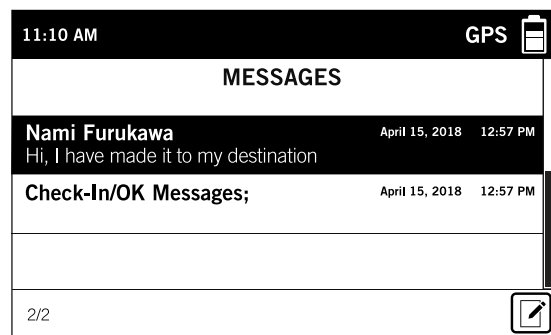 11:10 AM GPS
MESSAGES
Nami Furukawa April 15, 2018 12:57 PM
Hi, I have made it to my destination
Check-In/OK Messages; April 15, 2018 12:57 PM
2/2